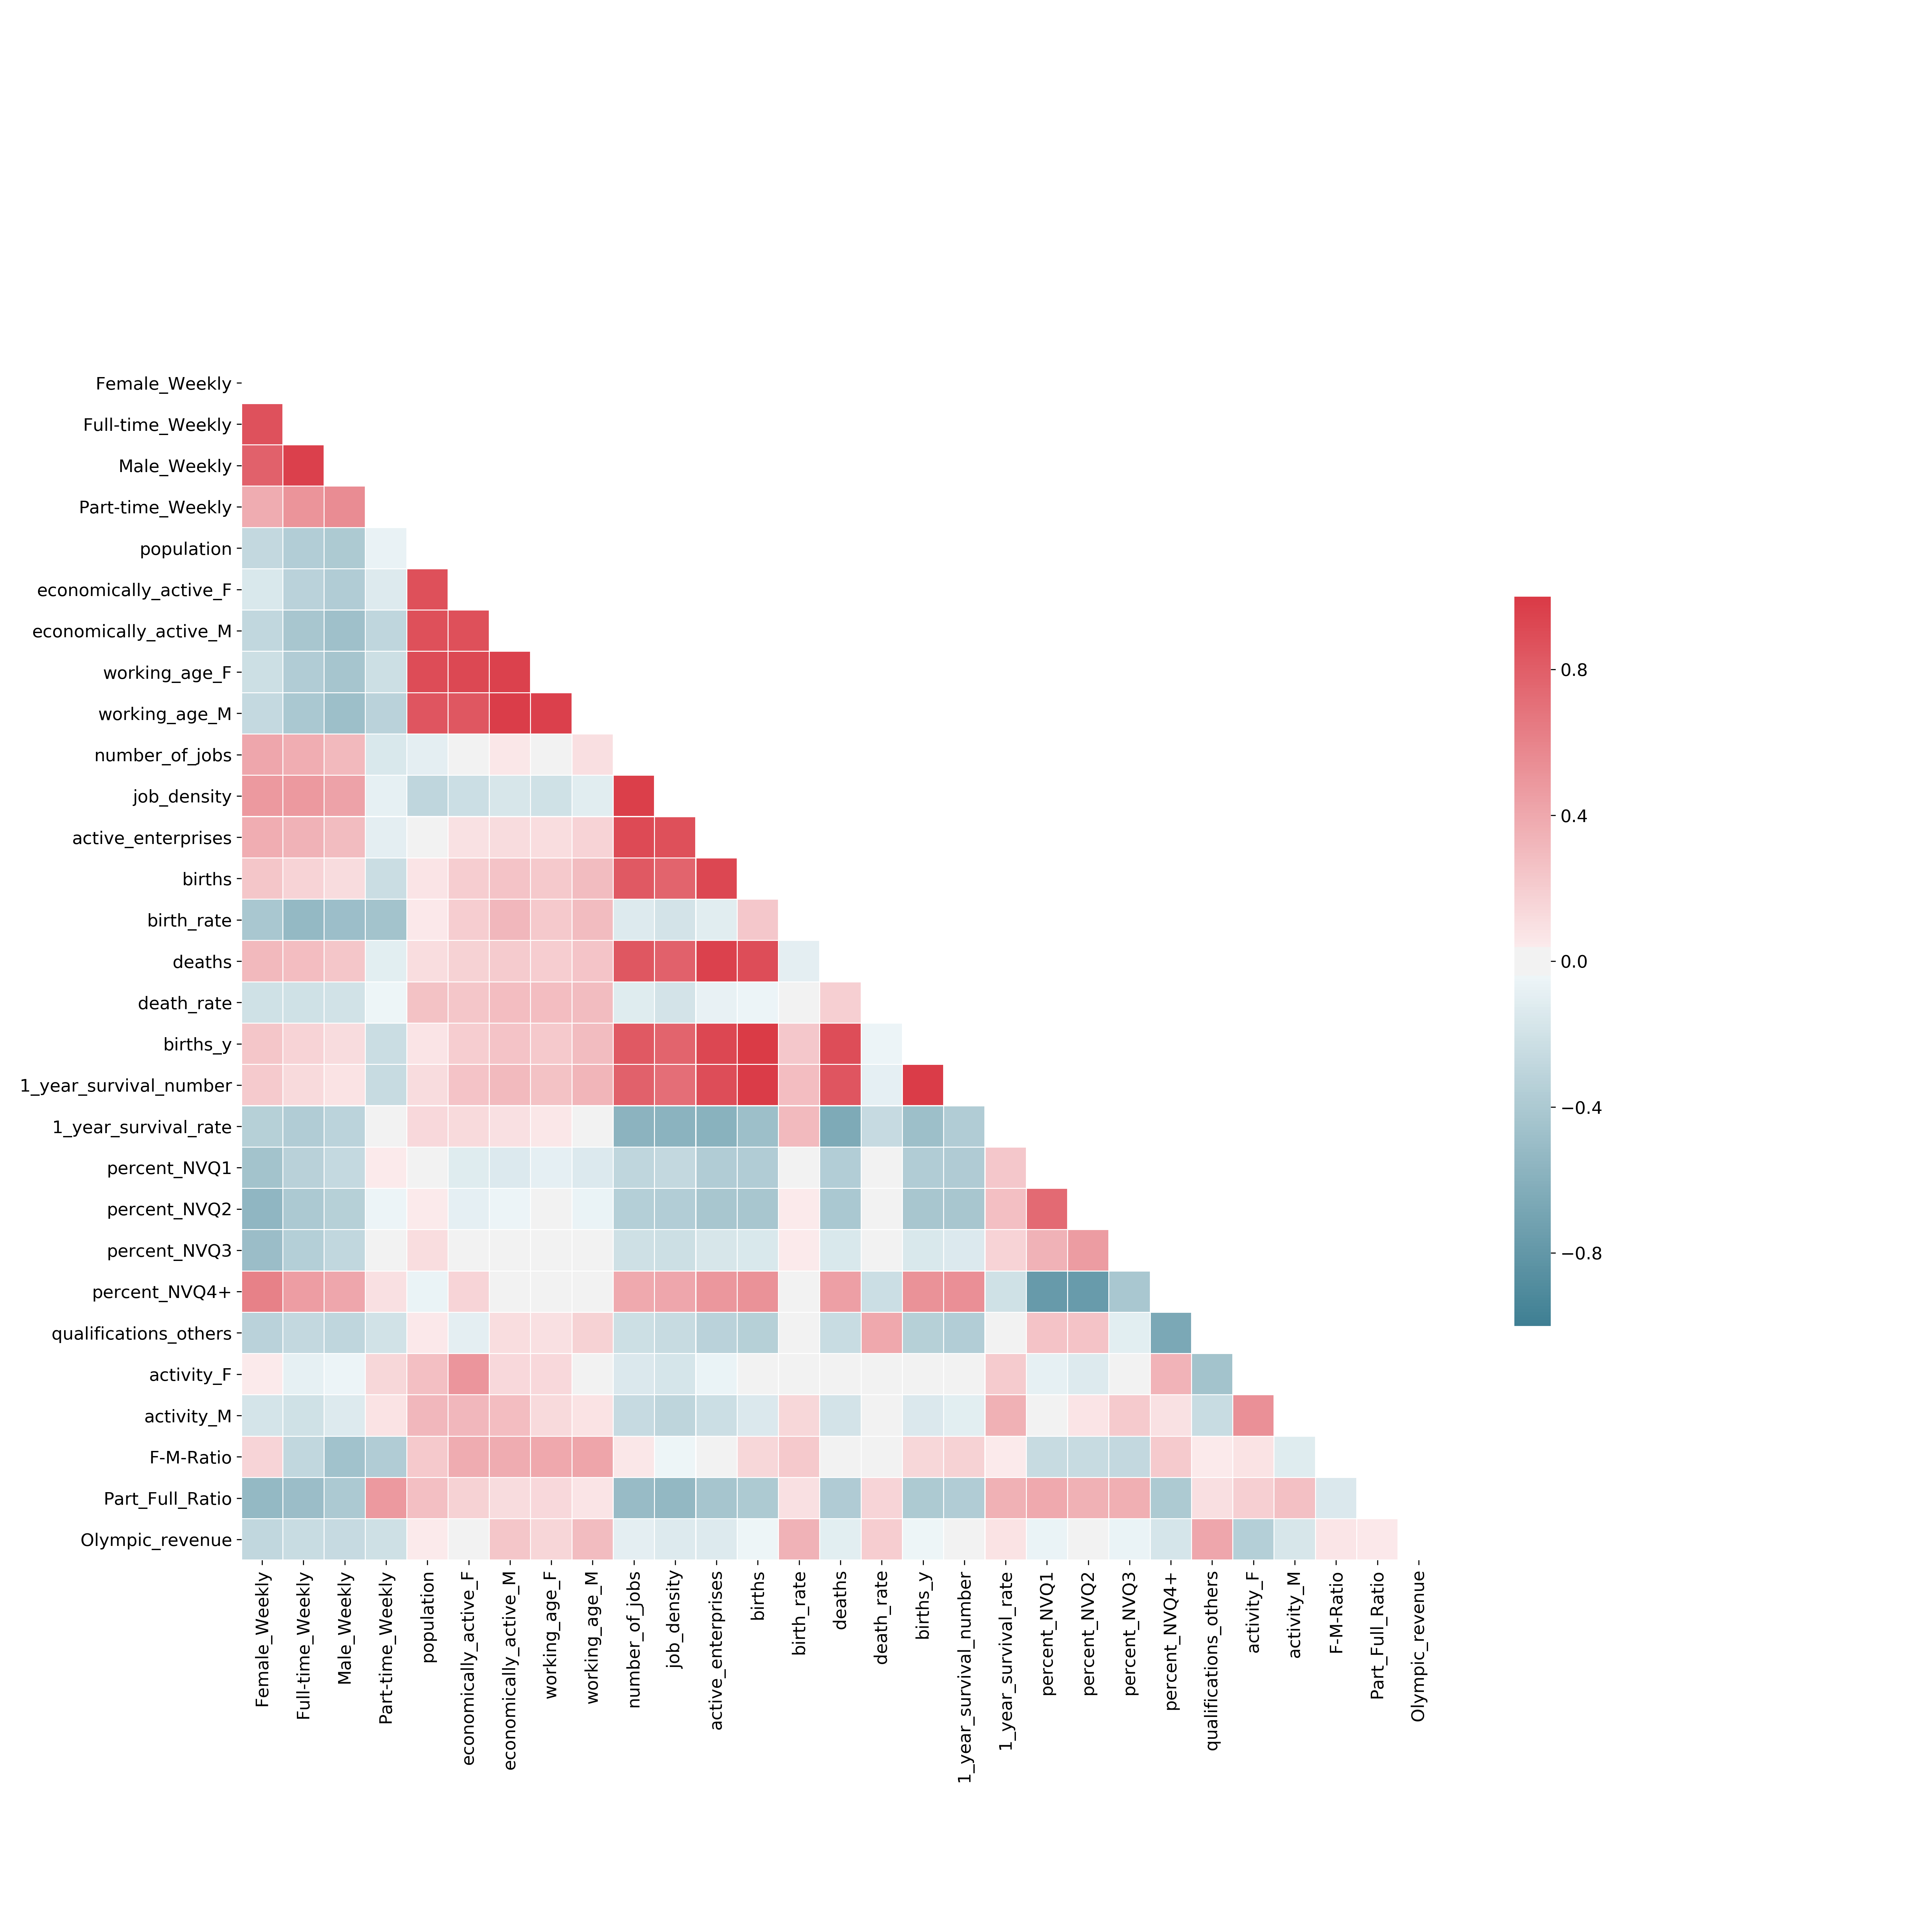 Female_Weekly
Full-time_Weekly
Male_Weekly
Part-time_Weekly
population
economically_active_F
economically_active_M
working_age_F
working_age_M
number_of_jobs
job_density
active_enterprises
births
birth_rate
deaths
death_rate
births_y
1_year_survival_number
1_year_survival_rate
percent_NVQ1
percent_NVQ2
percent_NVQ3
percent_NVQ4+
qualifications_others
activity_F
activity_M
F-M-Ratio
Part_Full_Ratio
Olympic_revenue
Female_Weekly
Full-time_Weekly
Male_Weekly
Part-time_Weekly
population
economically_active_F
economically_active_M
working_age_F
working_age_M
number_of_jobs
job_density
active_enterprises
births
birth_rate
deaths
death_rate
births_y
1_year_survival_number
1_year_survival_rate
percent_NVQ1
percent_NVQ2
percent_NVQ3
percent_NVQ4+
qualifications_others
activity_F
activity_M
F-M-Ratio
Part_Full_Ratio
Olympic_revenue
0.8
0.4
0.0
−0.4
−0.8